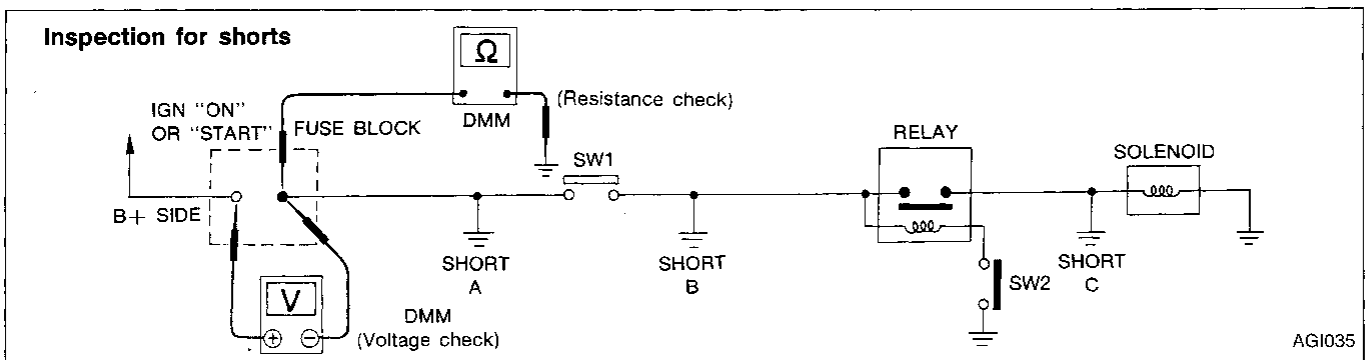 Inspection for shorts
Ω
(Resistance check)
DMM
IGN "ON"
OR "START"
FUSE BLOCK
SW1
RELAY
SOLENOID
B+ SIDE
SHORT
A
SHORT
B
SHORT
C
SW2
V
DMM
(Voltage check)
+ −
AGI035